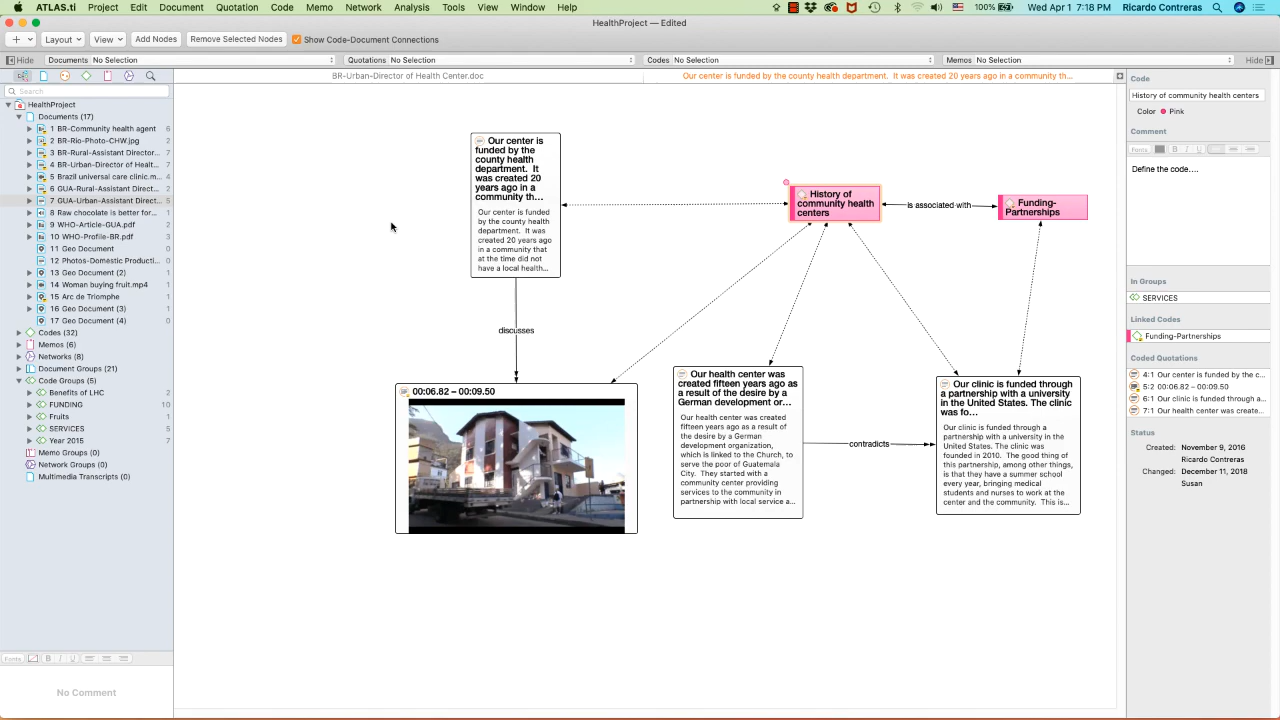 ATLAS.ti Project Edit Document Quotation Code Memo Network Analysis Tools View Window Help
100% Wed Apr 1 7:18 PM Ricardo Contreras
HealthProject — Edited
Layout View Add Nodes Remove Selected Nodes Show Code-Document Connections
Hide Documents No Selection Quotations No Selection Codes No Selection Memos No Selection Hide
BR-Urban-Director of Health Center.doc
Our center is funded by the county health department. It was created 20 years ago in a community th...
Search
HealthProject
Documents (17)
1 BR-Community health agent 6
2 BR-Rio-Photo-CHW.jpg 2
3 BR-Rural-Assistant Director... 7
4 BR-Urban-Director of Healt... 7
5 Brazil universal care clinic.m... 2
6 GUA-Rural-Assistant Direct... 2
7 GUA-Urban-Assistant Direct... 5
8 Raw chocolate is better for... 1
9 WHO-Article-GUA.pdf 2
10 WHO-Profile-BR.pdf 2
11 Geo Document 0
12 Photos-Domestic Producti... 0
13 Geo Document (2) 1
14 Woman buying fruit.mp4 1
15 Arc de Triomphe 1
16 Geo Document (3) 1
17 Geo Document (4) 0
Codes (32)
Memos (6)
Networks (8)
Document Groups (21)
Code Groups (5)
Benefits of LHC 2
FUNDING 10
Fruits 2
SERVICES 5
Year 2015 7
Memo Groups (0)
Network Groups (0)
Multimedia Transcripts (0)
Fonts B I U
No Comment
Our center is
funded by the
county health
department. It
was created 20
years ago in a
community th...
Our center is funded
by the county health
department. It was
created 20 years ago
in a community that
at the time did not
have a local health...
History of
community health
centers
is associated with
Funding-
Partnerships
discusses
00:06.82 – 00:09.50
Our health center was
created fifteen years ago as
a result of the desire by a
German development or...
Our health center was created
fifteen years ago as a result of
the desire by a German
development organization,
which is linked to the Church, to
serve the poor of Guatemala
City. They started with a
community center providing
services to the community in
partnership with local service a...
contradicts
Our clinic is funded through
a partnership with a university
in the United States. The clinic
was fo...
Our clinic is funded through a
partnership with a university in the
United States. The clinic was
founded in 2010. The good thing of
this partnership, among other things,
is that they have a summer school
every year, bringing medical
students and nurses to work at the
center and the community. This is...
Code
History of community health centers
Color Pink
Comment
Fonts B I U
Define the code....
In Groups
SERVICES
Linked Codes
Funding-Partnerships
Coded Quotations
4:1 Our center is funded by the c...
5:2 00:06.82 – 00:09.50
6:1 Our clinic is funded through a...
7:1 Our health center was create...
Status
Created: November 9, 2016
Ricardo Contreras
Changed: December 11, 2018
Susan